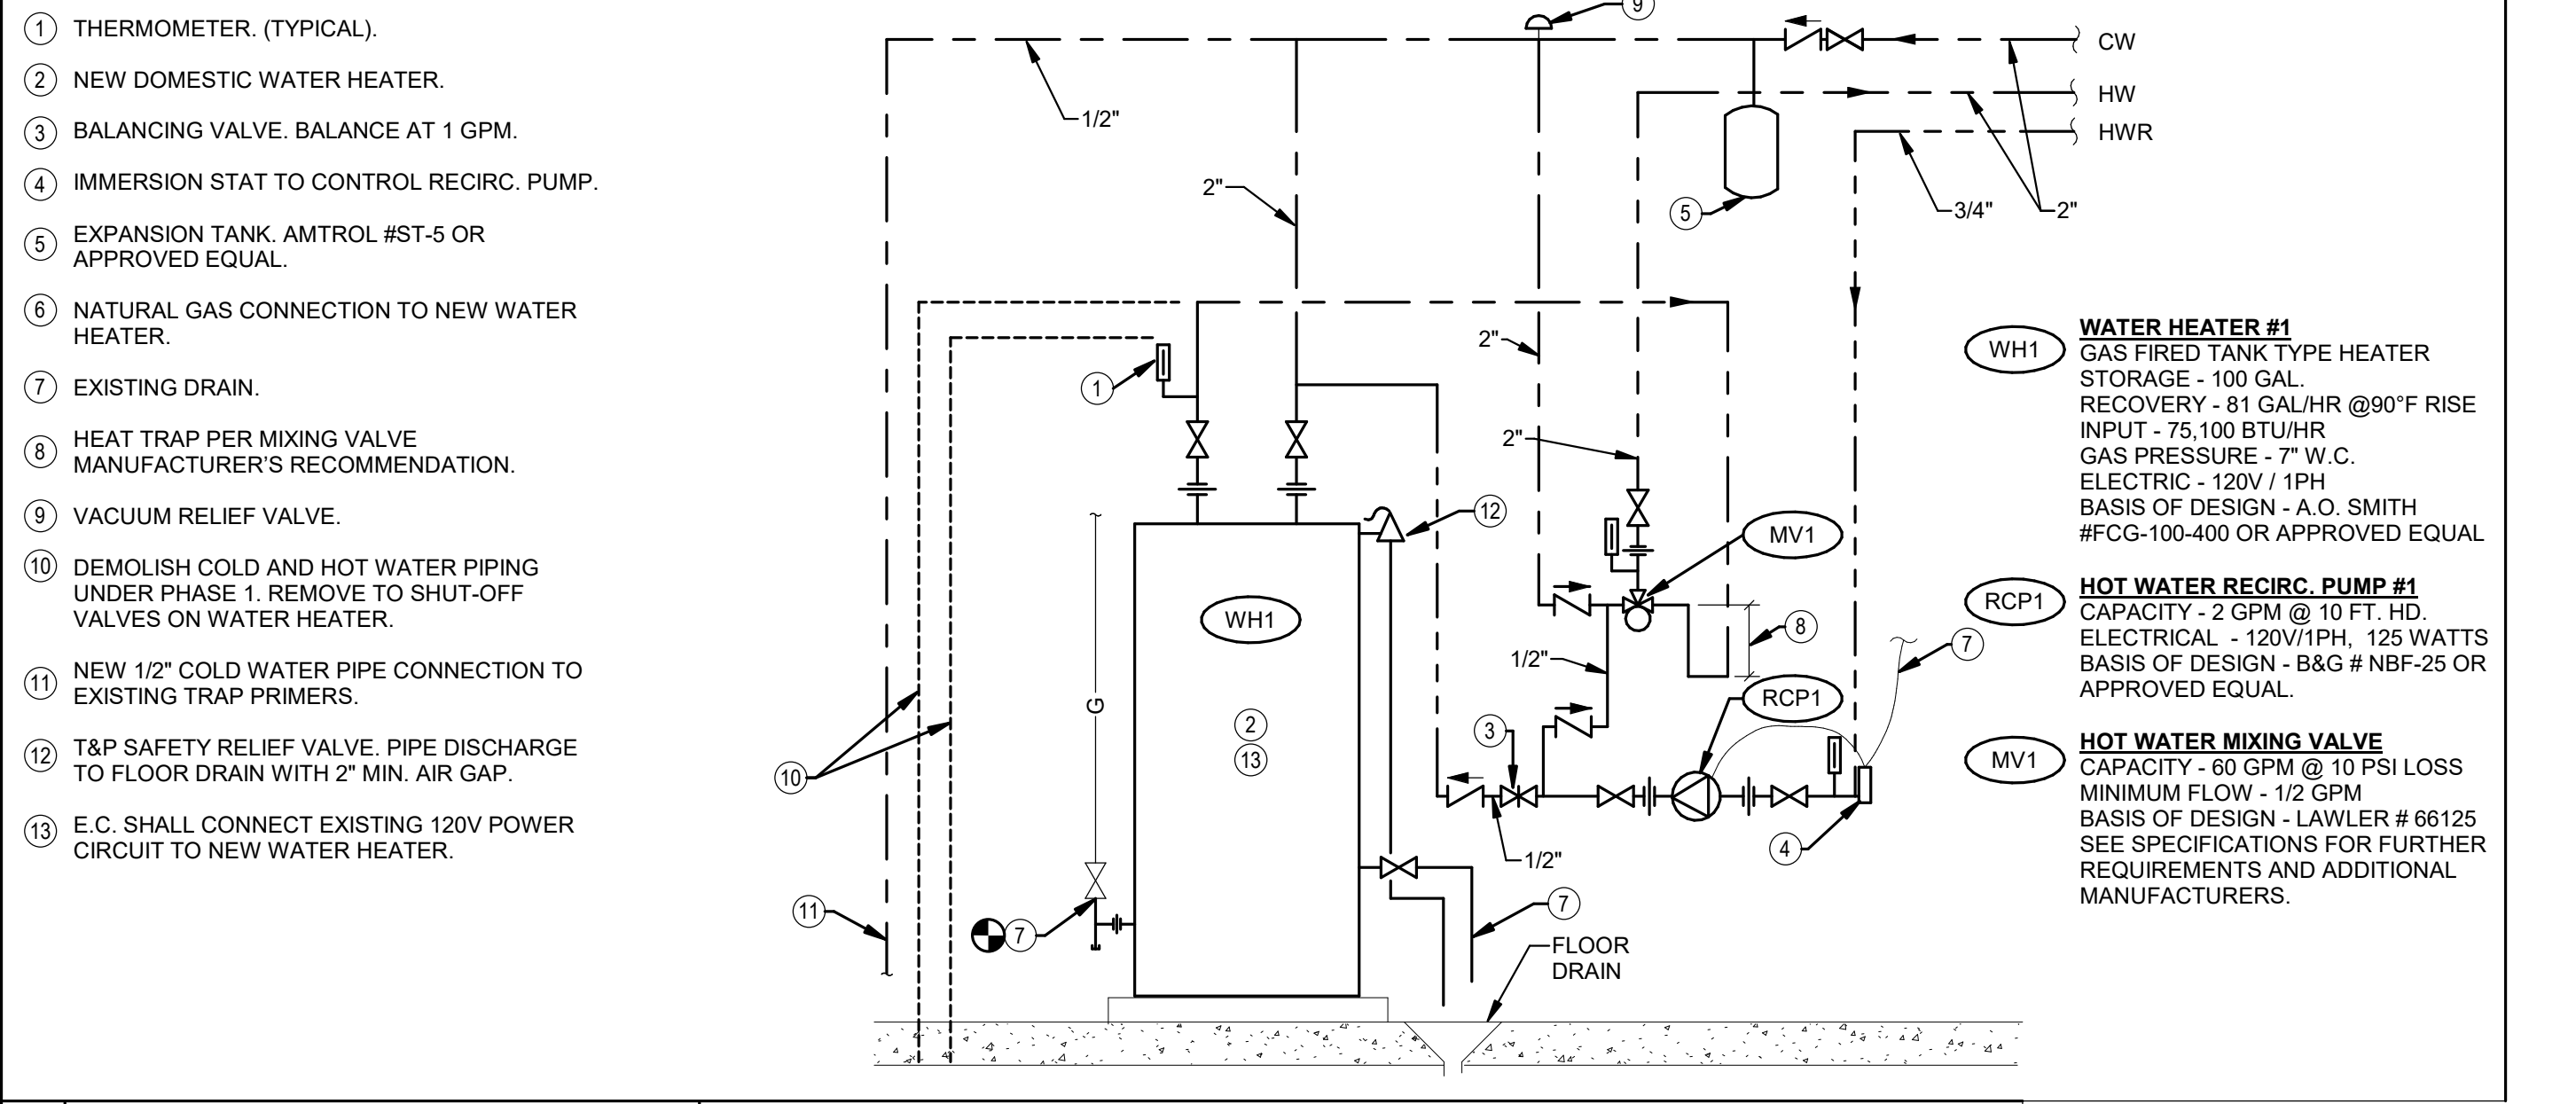 1 THERMOMETER. (TYPICAL).
2 NEW DOMESTIC WATER HEATER.
3 BALANCING VALVE. BALANCE AT 1 GPM.
4 IMMERSION STAT TO CONTROL RECIRC. PUMP.
5 EXPANSION TANK. AMTROL #ST-5 OR
APPROVED EQUAL.
6 NATURAL GAS CONNECTION TO NEW WATER
HEATER.
7 EXISTING DRAIN.
8 HEAT TRAP PER MIXING VALVE
MANUFACTURER'S RECOMMENDATION.
9 VACUUM RELIEF VALVE.
10 DEMOLISH COLD AND HOT WATER PIPING
UNDER PHASE 1. REMOVE TO SHUT-OFF
VALVES ON WATER HEATER.
11 NEW 1/2" COLD WATER PIPE CONNECTION TO
EXISTING TRAP PRIMERS.
12 T&P SAFETY RELIEF VALVE. PIPE DISCHARGE
TO FLOOR DRAIN WITH 2" MIN. AIR GAP.
13 E.C. SHALL CONNECT EXISTING 120V POWER
CIRCUIT TO NEW WATER HEATER.
9
CW
HW
HWR
1/2"
2"
5
3/4"
2"
2"
1
2"
12
MV1
WH1
8
1/2"
7
G
RCP1
2
3
13
10
4
1/2"
11
7
7
FLOOR
DRAIN
WH1
WATER HEATER #1
GAS FIRED TANK TYPE HEATER
STORAGE - 100 GAL.
RECOVERY - 81 GAL/HR @90°F RISE
INPUT - 75,100 BTU/HR
GAS PRESSURE - 7" W.C.
ELECTRIC - 120V / 1PH
BASIS OF DESIGN - A.O. SMITH
#FCG-100-400 OR APPROVED EQUAL
RCP1
HOT WATER RECIRC. PUMP #1
CAPACITY - 2 GPM @ 10 FT. HD.
ELECTRICAL - 120V/1PH, 125 WATTS
BASIS OF DESIGN - B&G # NBF-25 OR
APPROVED EQUAL.
MV1
HOT WATER MIXING VALVE
CAPACITY - 60 GPM @ 10 PSI LOSS
MINIMUM FLOW - 1/2 GPM
BASIS OF DESIGN - LAWLER # 66125
SEE SPECIFICATIONS FOR FURTHER
REQUIREMENTS AND ADDITIONAL
MANUFACTURERS.